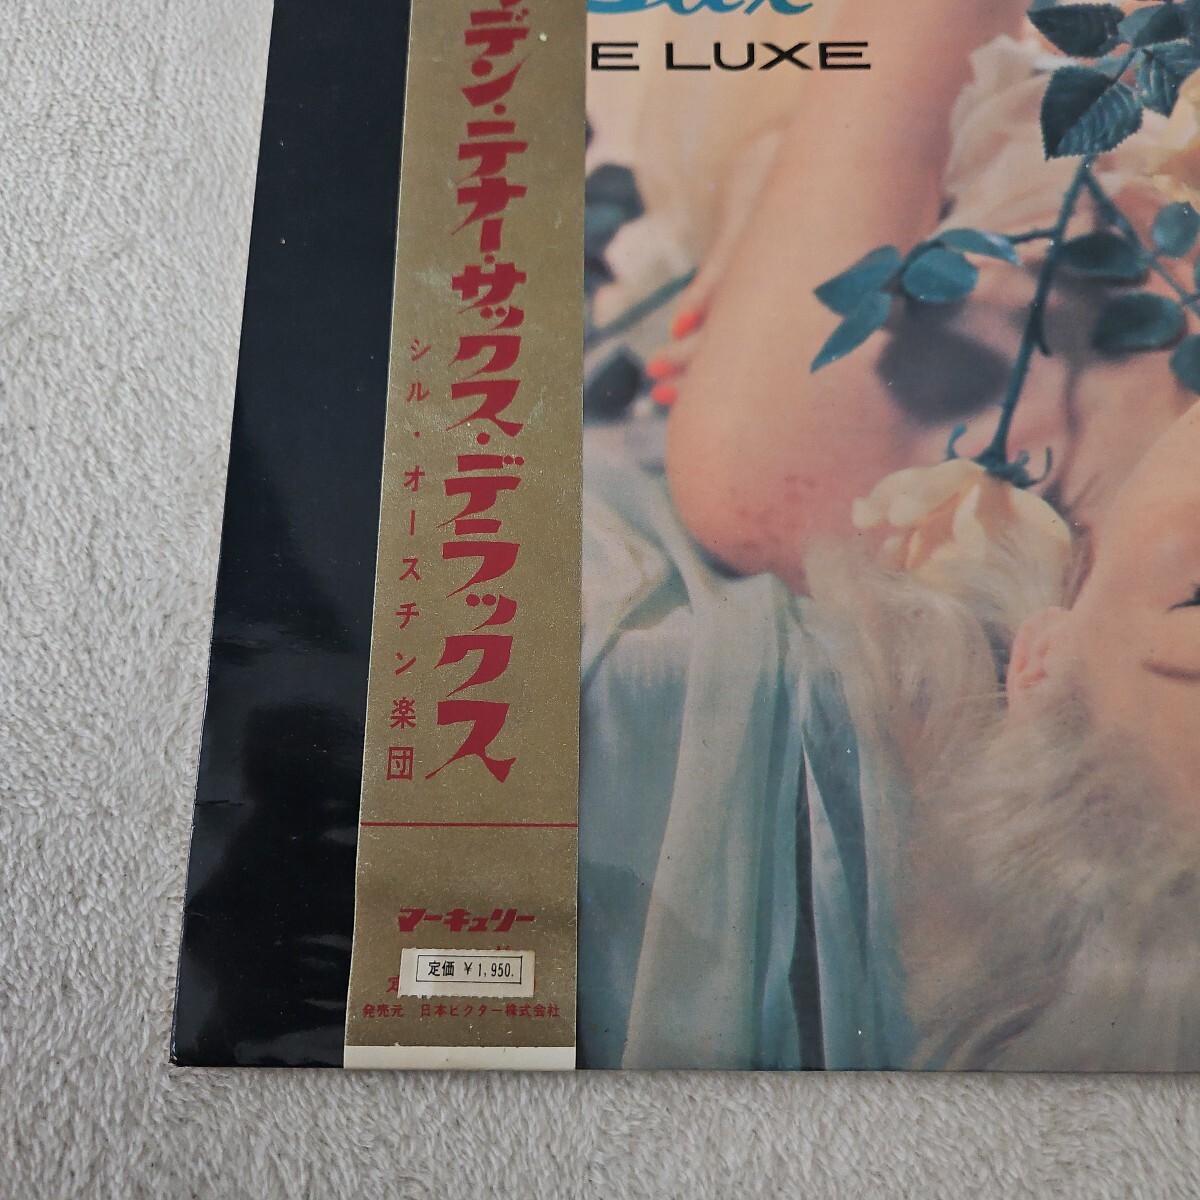 Sax
E LUXE
デン・テナー・サックス・デラックス
シル・オースチン楽団
マーキュリー
定価 ¥1,950.
定
発売元 日本ビクター株式会社